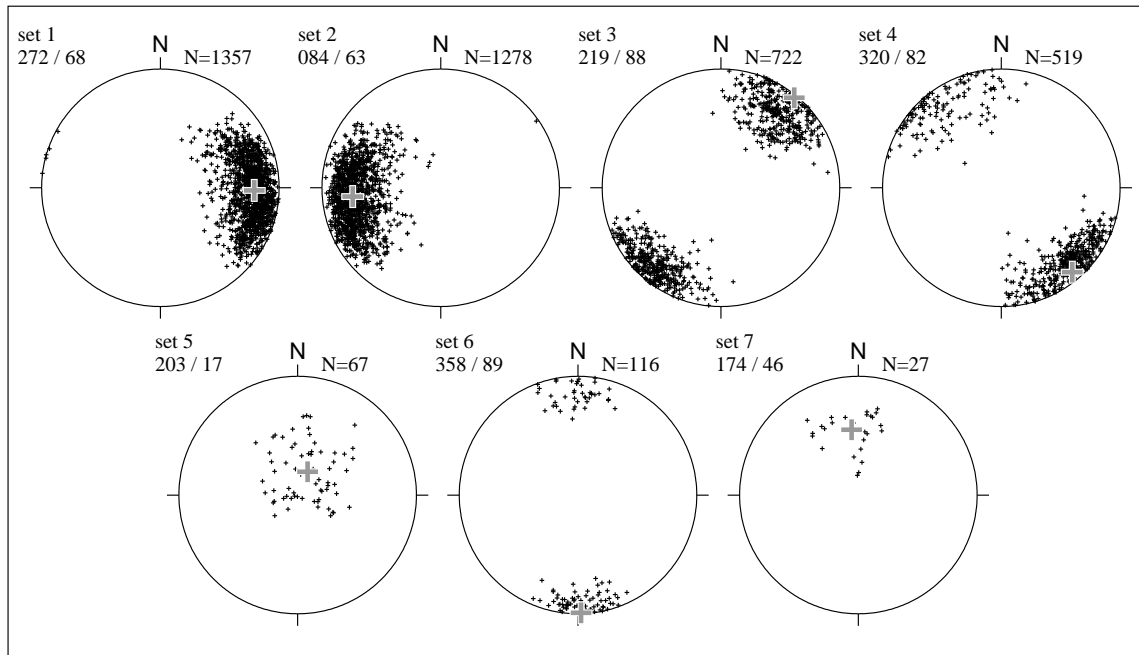 set 1
272 / 68
N
N=1357
set 2
084 / 63
N
N=1278
set 3
219 / 88
N
N=722
set 4
320 / 82
N
N=519
set 5
203 / 17
N
N=67
set 6
358 / 89
N
N=116
set 7
174 / 46
N
N=27